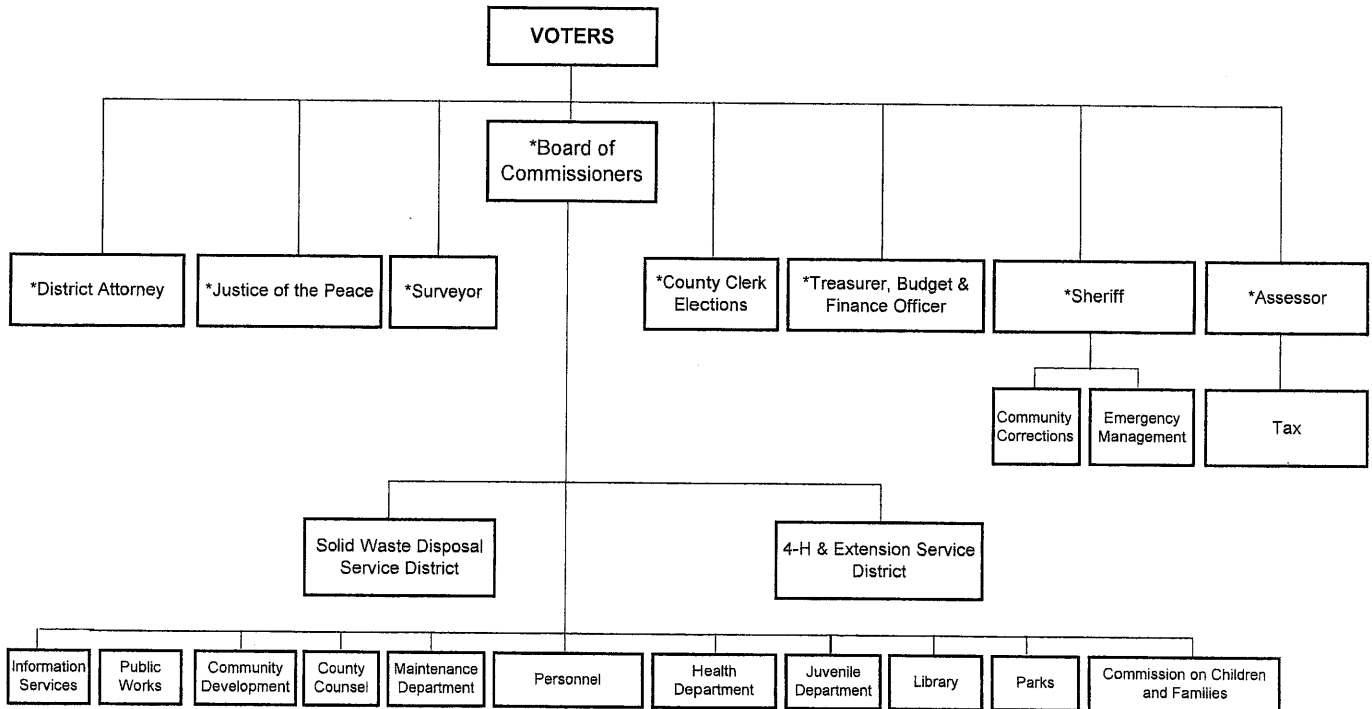 VOTERS
*Board of
Commissioners
*District Attorney
*Justice of the Peace
*Surveyor
*County Clerk
Elections
*Treasurer, Budget &
Finance Officer
*Sheriff
*Assessor
Community
Corrections
Emergency
Management
Tax
Solid Waste Disposal
Service District
4-H & Extension Service
District
Information
Services
Public
Works
Community
Development
County
Counsel
Maintenance
Department
Personnel
Health
Department
Juvenile
Department
Library
Parks
Commission on Children
and Families